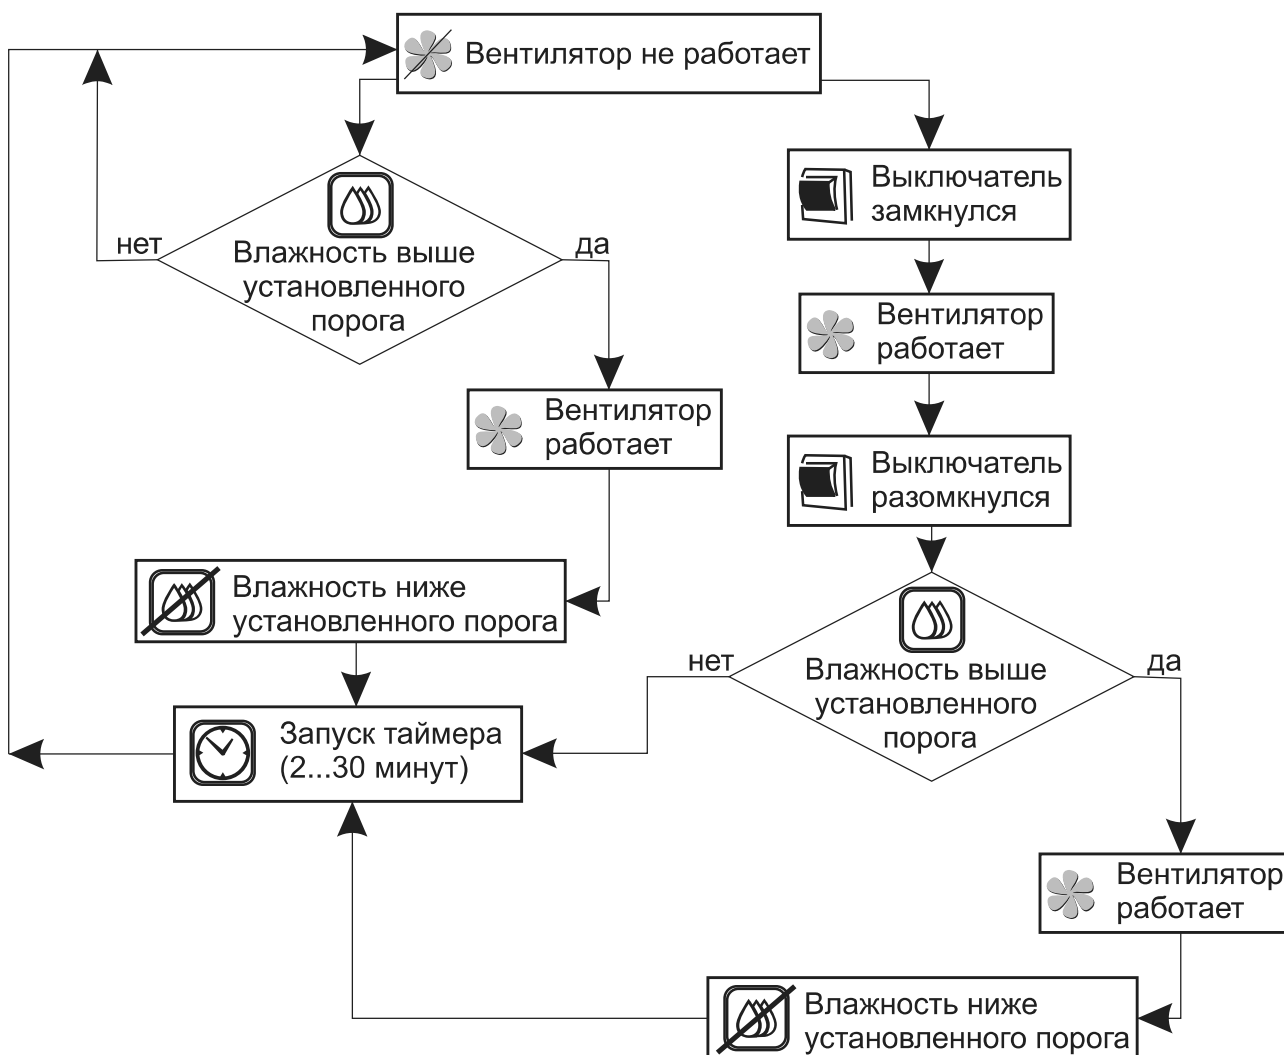 Вентилятор не работает
Выключатель
замкнулся
нет
да
Влажность выше
установленного
порога
Вентилятор
работает
Вентилятор
работает
Выключатель
разомкнулся
Влажность ниже
установленного порога
нет
да
Влажность выше
установленного
порога
Запуск таймера
(2...30 минут)
Вентилятор
работает
Влажность ниже
установленного порога